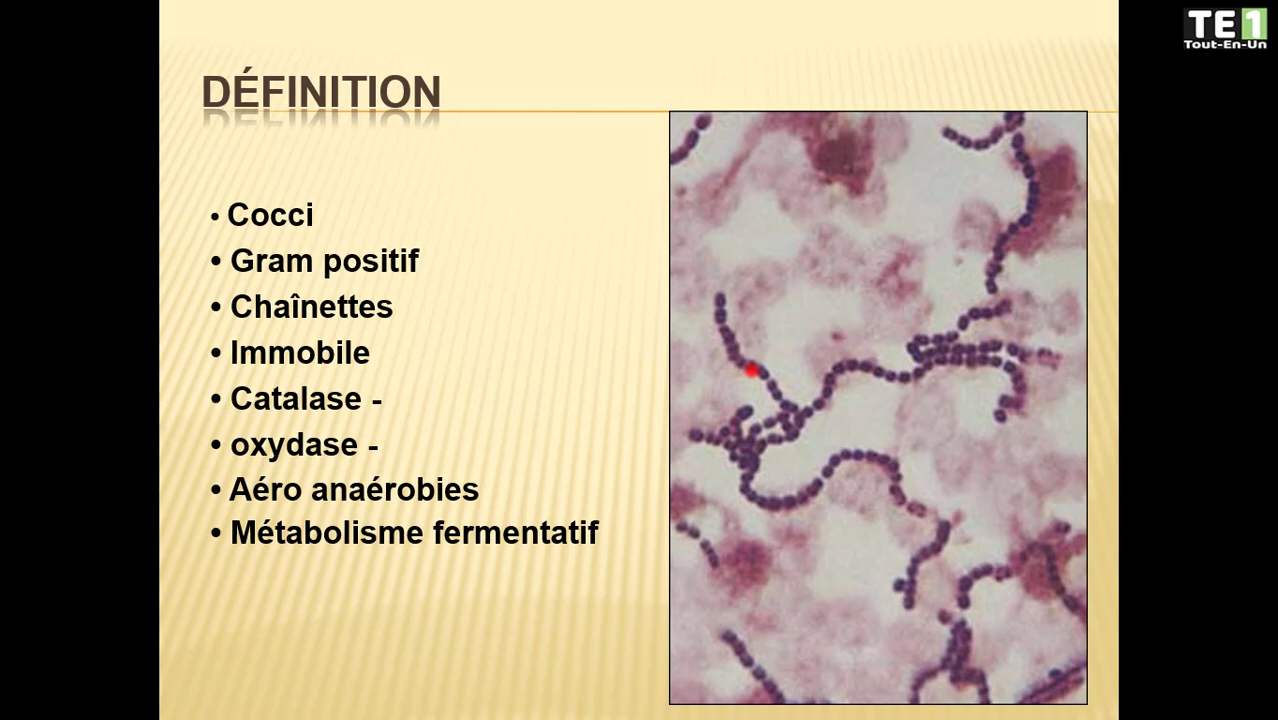 TE1
Tout-En-Un
DÉFINITION
• Cocci
• Gram positif
• Chaînettes
• Immobile
• Catalase -
• oxydase -
• Aéro anaérobies
• Métabolisme fermentatif